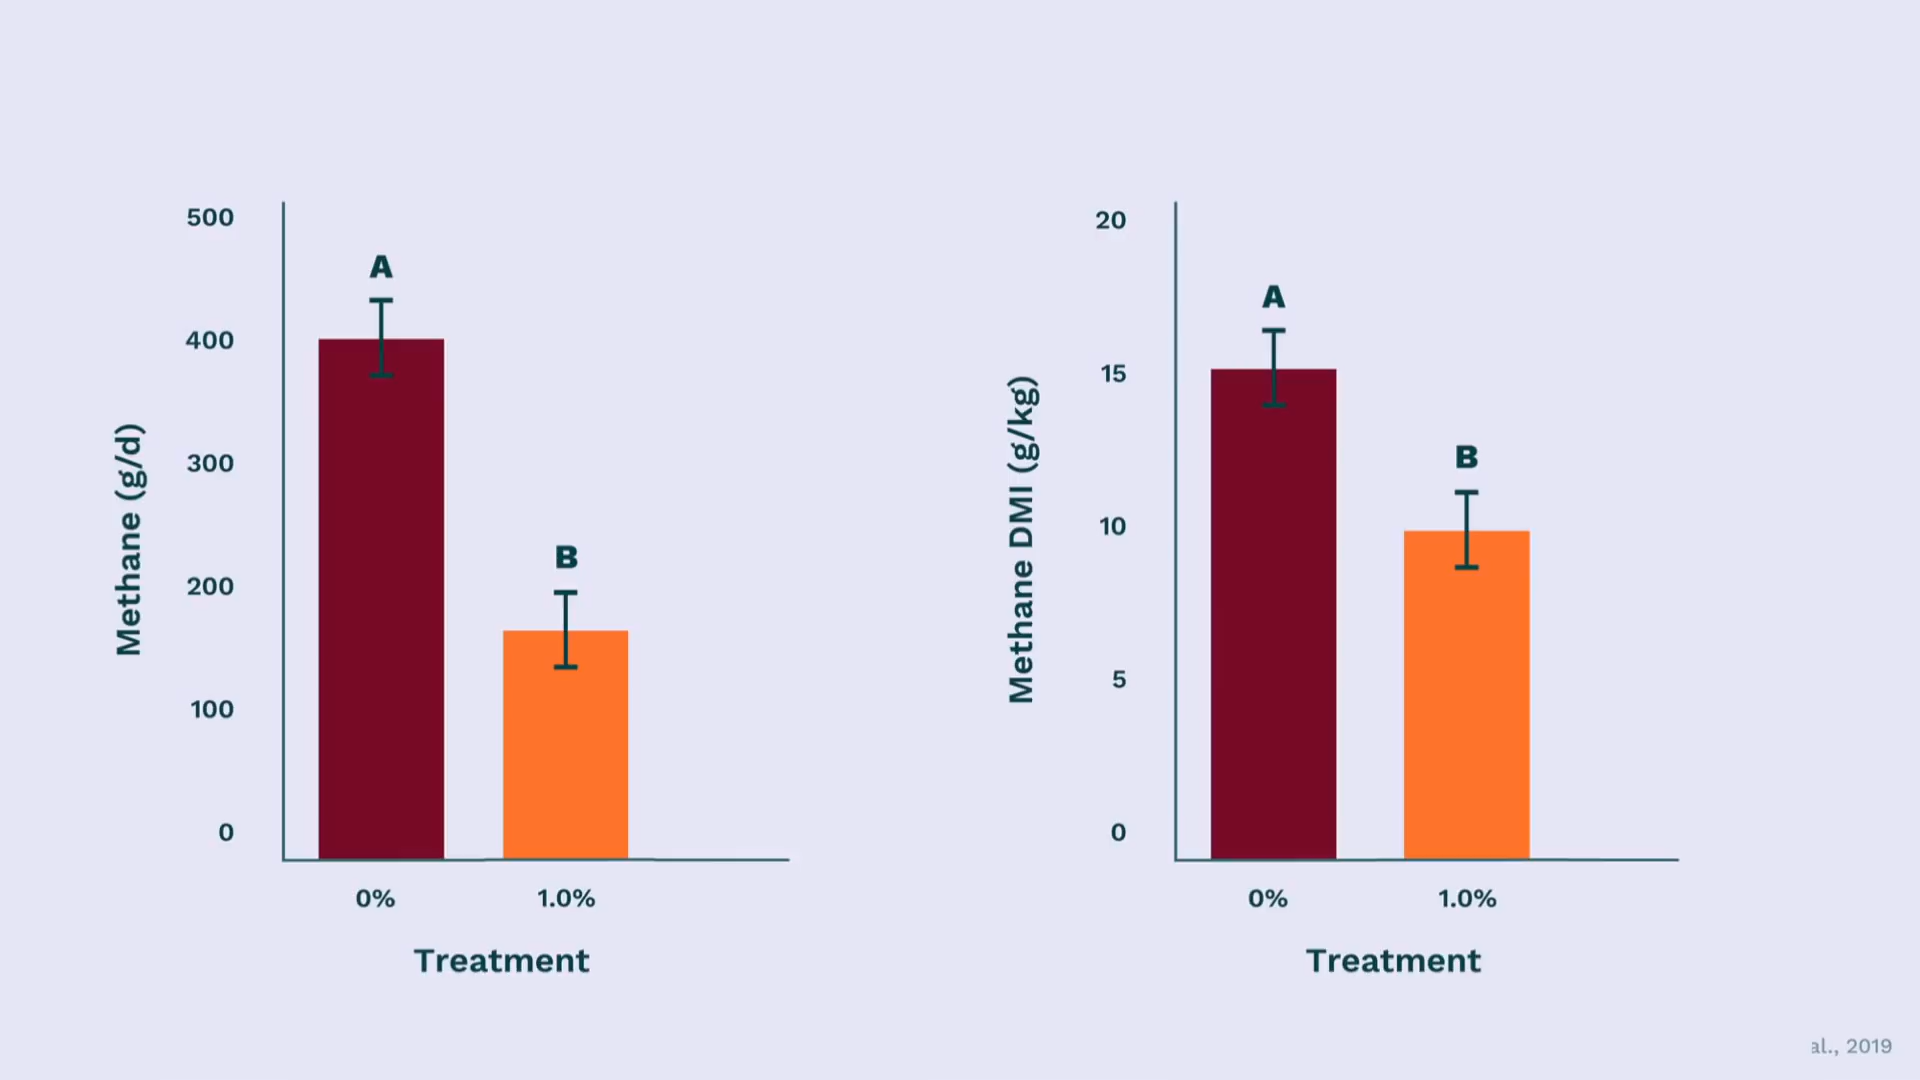 Methane (g/d)
500
400
300
200
100
0
A
B
0%
1.0%
Treatment
Methane DMI (g/kg)
20
15
10
5
0
A
B
0%
1.0%
Treatment
al., 2019